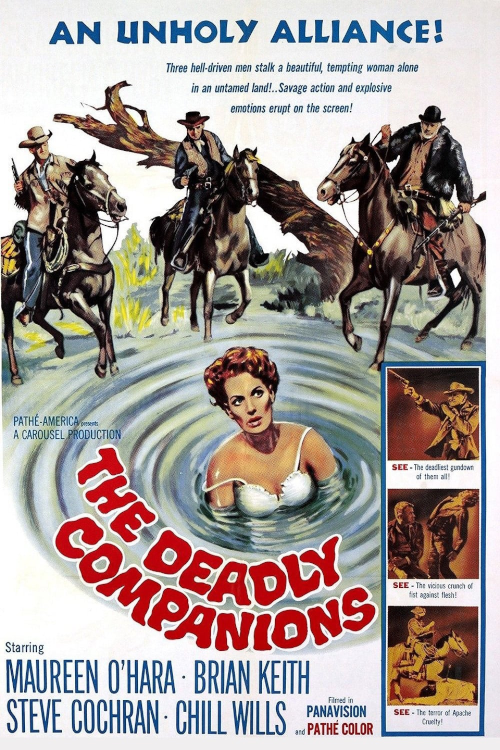 AN UNHOLY ALLIANCE!
Three hell-driven men stalk a beautiful, tempting woman alone
in an untamed land!..Savage action and explosive
emotions erupt on the screen!
PATHÉ-AMERICA presents
A CAROUSEL PRODUCTION
THE DEADLY
COMPANIONS
SEE - The deadliest gundown
of them all!
SEE - The vicious crunch of
fist against flesh!
SEE - The terror of Apache
Cruelty!
Starring
MAUREEN O'HARA · BRIAN KEITH
STEVE COCHRAN · CHILL WILLS
Filmed in
PANAVISION
and PATHÉ COLOR